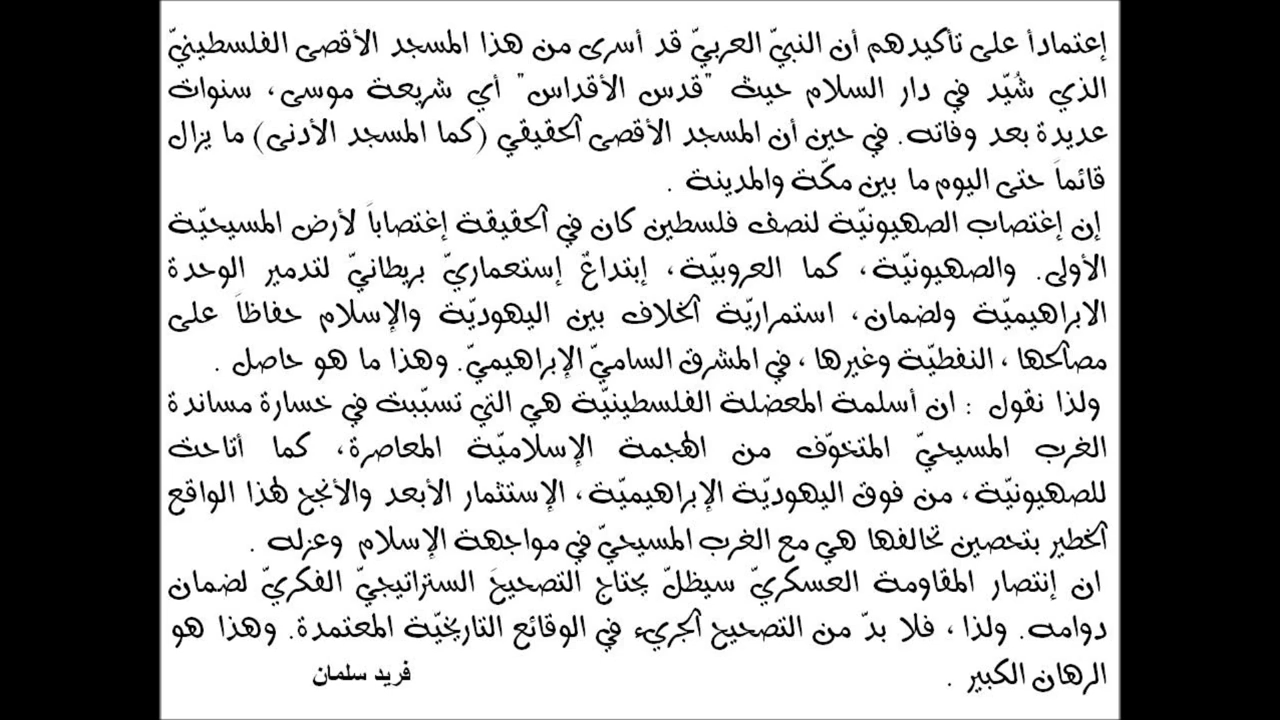 إعتماداً على تأكيدهم أن النبيّ العربيّ قد أسرى من هذا المسجد الأقصى الفلسطينيّ
الذي شُيّد في دار السلام حيث "قدس الأقداس" أي شريعة موسى، سنوات
عديدة بعد وفاته. في حين أن المسجد الأقصى الحقيقي (كما المسجد الأدنى) ما يزال
قائماً حتى اليوم ما بين مكّة والمدينة .
إن إغتصاب الصهيونيّة لنصف فلسطين كان في الحقيقة إغتصاباً لأرض المسيحيّة
الأولى. والصهيونيّة، كما العروبيّة، إبتداعٌ إستعماريّ بريطانيّ لتدمير الوحدة
الابراهيميّة ولضمان، استمراريّة الخلاف بين اليهوديّة والإسلام حفاظاً على
مصالحها ، النفطيّة وغيرها ، في المشرق الساميّ الإبراهيميّ. وهذا ما هو حاصل .
ولذا نقول : ان أسلمة المعضلة الفلسطينيّة هي التي تسبّبت في خسارة مساندة
الغرب المسيحيّ المتخوّف من الهجمة الإسلاميّة المعاصرة، كما أتاحت
للصهيونيّة ، من فوق اليهوديّة الإبراهيميّة ، الإستثمار الأبعد والأنجح لهذا الواقع
الخطير بتحصين تحالفها هي مع الغرب المسيحيّ في مواجهة الإسلام وعزله .
ان إنتصار المقاومة العسكريّ سيظلّ يحتاج التصحيحَ الستراتيجيّ الفكريّ لضمان
دوامه. ولذا ، فلا بدّ من التصحيح الجريء في الوقائع التاريخيّة المعتمدة. وهذا هو
الرهان الكبير . فريد سلمان